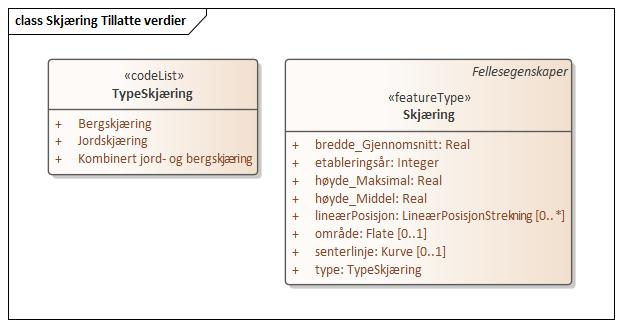 class Skjæring Tillatte verdier
«codeList»
TypeSkjæring
+ Bergskjæring
+ Jordskjæring
+ Kombinert jord- og bergskjæring
Fellesegenskaper
«featureType»
Skjæring
+ bredde_Gjennomsnitt: Real
+ etableringsår: Integer
+ høyde_Maksimal: Real
+ høyde_Middel: Real
+ lineærPosisjon: LineærPosisjonStrekning [0..*]
+ område: Flate [0..1]
+ senterlinje: Kurve [0..1]
+ type: TypeSkjæring